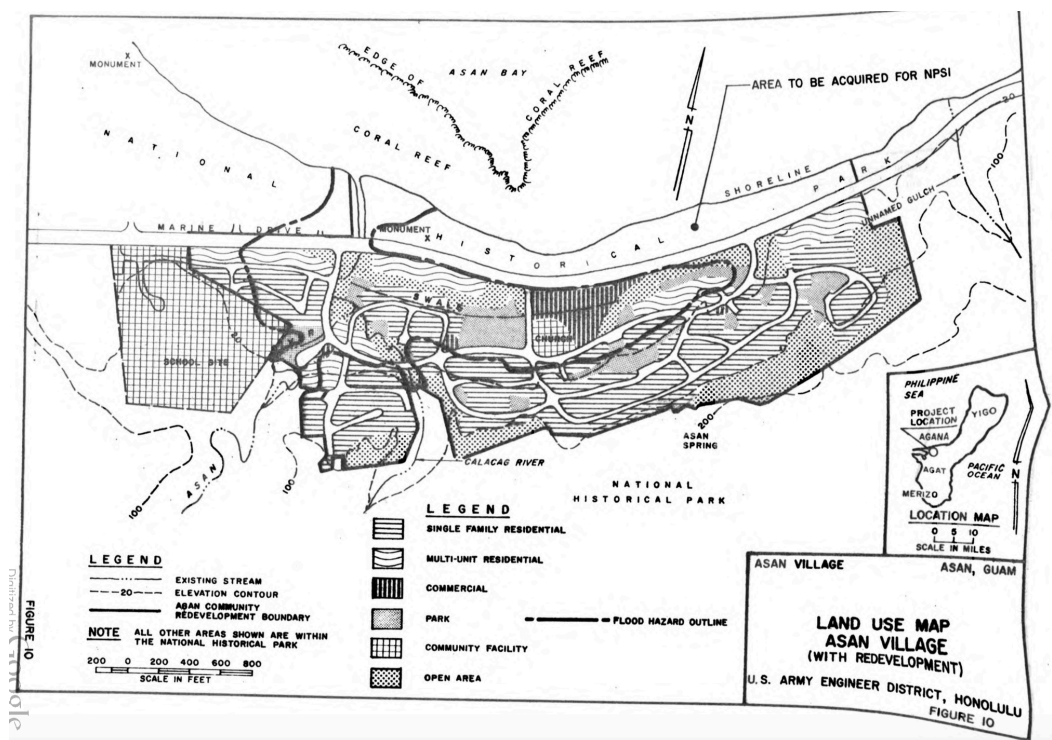 X
MONUMENT
EDGE OF
ASAN BAY
CORAL REEF
CORAL REEF
N
AREA TO BE ACQUIRED FOR NPSI
NATIONAL
SHORELINE
PARK
20
100
UNNAMED GULCH
MARINE DRIVE
MONUMENT
X
HISTORICAL
SWALE
20
CHURCH
SCHOOL SITE
200
ASAN
SPRING
CALACAG RIVER
ASAN
100
100
NATIONAL
HISTORICAL PARK
PHILIPPINE
SEA
PROJECT
LOCATION
YIGO
AGANA
AGAT
PACIFIC
OCEAN
N
MERIZO
LOCATION MAP
0 5 10
SCALE IN MILES
LEGEND
SINGLE FAMILY RESIDENTIAL
MULTI-UNIT RESIDENTIAL
COMMERCIAL
PARK
FLOOD HAZARD OUTLINE
COMMUNITY FACILITY
OPEN AREA
LEGEND
EXISTING STREAM
20 ELEVATION CONTOUR
ASAN COMMUNITY
REDEVELOPMENT BOUNDARY
NOTE ALL OTHER AREAS SHOWN ARE WITHIN
THE NATIONAL HISTORICAL PARK
200 0 200 400 600 800
SCALE IN FEET
ASAN VILLAGE ASAN, GUAM
LAND USE MAP
ASAN VILLAGE
(WITH REDEVELOPMENT)
U.S. ARMY ENGINEER DISTRICT, HONOLULU
FIGURE 10
FIGURE 10
Digitized by Google